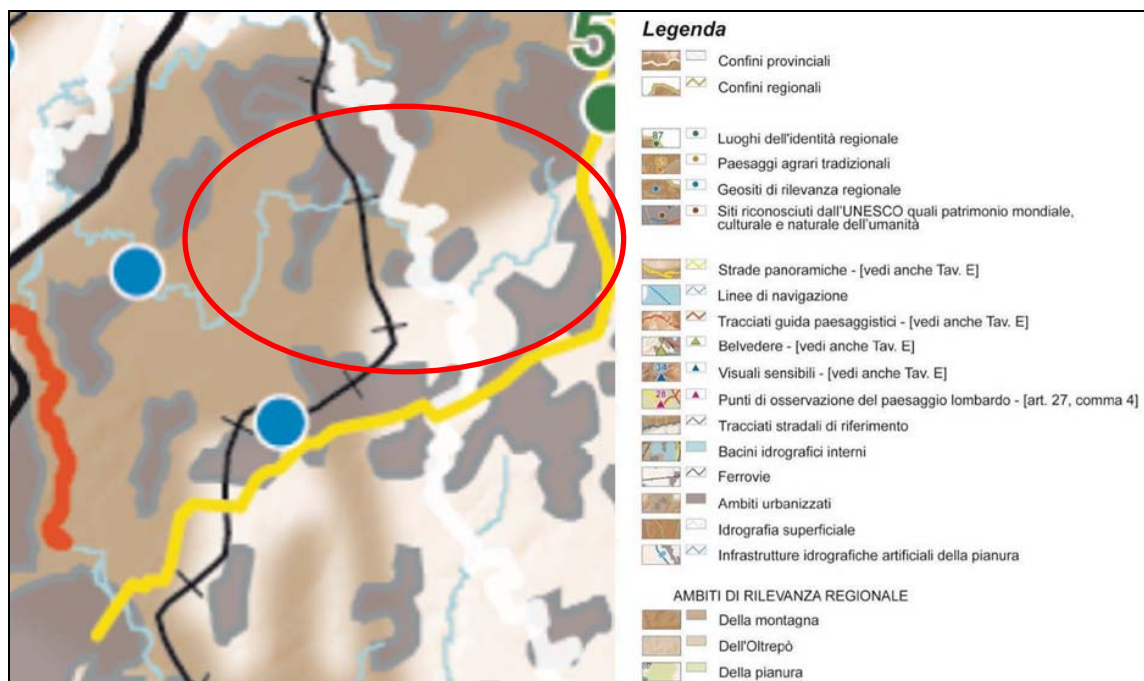 5
Legenda
Confini provinciali
Confini regionali
87
Luoghi dell'identità regionale
Paesaggi agrari tradizionali
Geositi di rilevanza regionale
Siti riconosciuti dall'UNESCO quali patrimonio mondiale,
culturale e naturale dell'umanità
Strade panoramiche - [vedi anche Tav. E]
Linee di navigazione
Tracciati guida paesaggistici - [vedi anche Tav. E]
Belvedere - [vedi anche Tav. E]
34
Visuali sensibili - [vedi anche Tav. E]
28
Punti di osservazione del paesaggio lombardo - [art. 27, comma 4]
Tracciati stradali di riferimento
Bacini idrografici interni
Ferrovie
Ambiti urbanizzati
Idrografia superficiale
Infrastrutture idrografiche artificiali della pianura
AMBITI DI RILEVANZA REGIONALE
Della montagna
Dell'Oltrepò
Della pianura